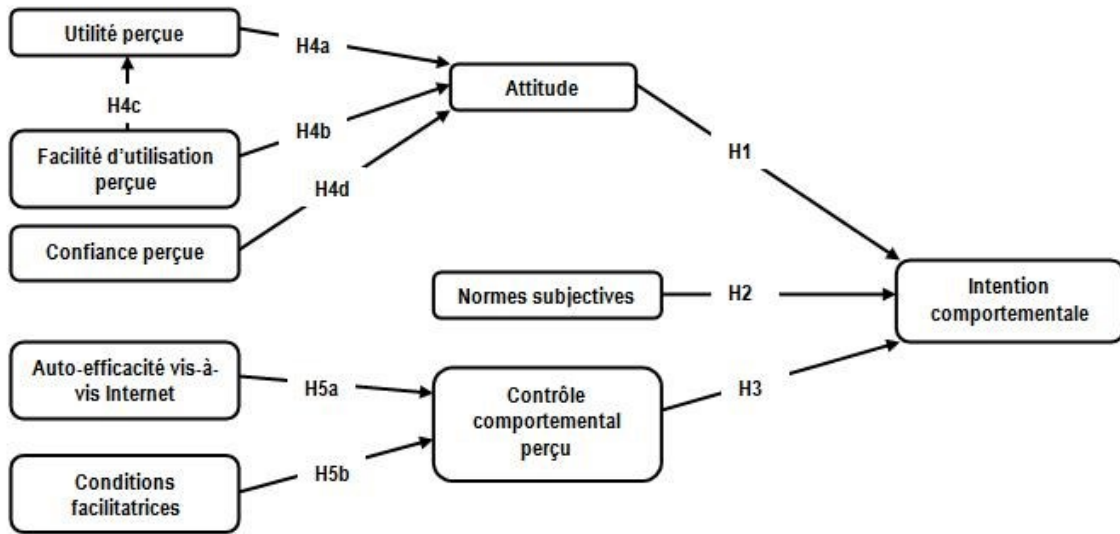 Utilité perçue
H4a
Attitude
H4c
H4b
Facilité d'utilisation
perçue
H4d
H1
Confiance perçue
Normes subjectives
H2
Intention
comportementale
Auto-efficacité vis-à-
vis Internet
H5a
Contrôle
comportemental
perçu
H3
Conditions
facilitatrices
H5b